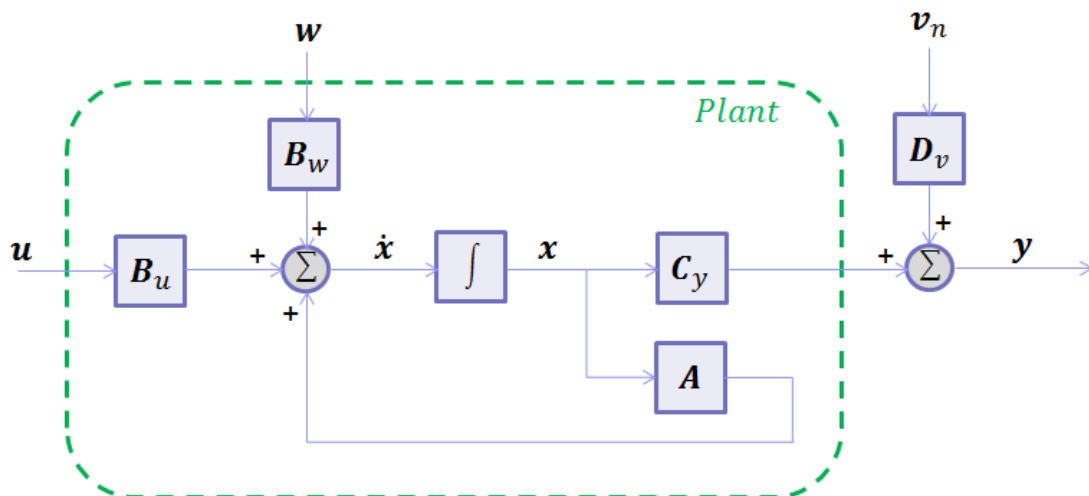 w
v_n
Plant
B_w
D_v
+
+
u
B_u
+
∑
ẋ
∫
x
C_y
+
∑
y
+
A